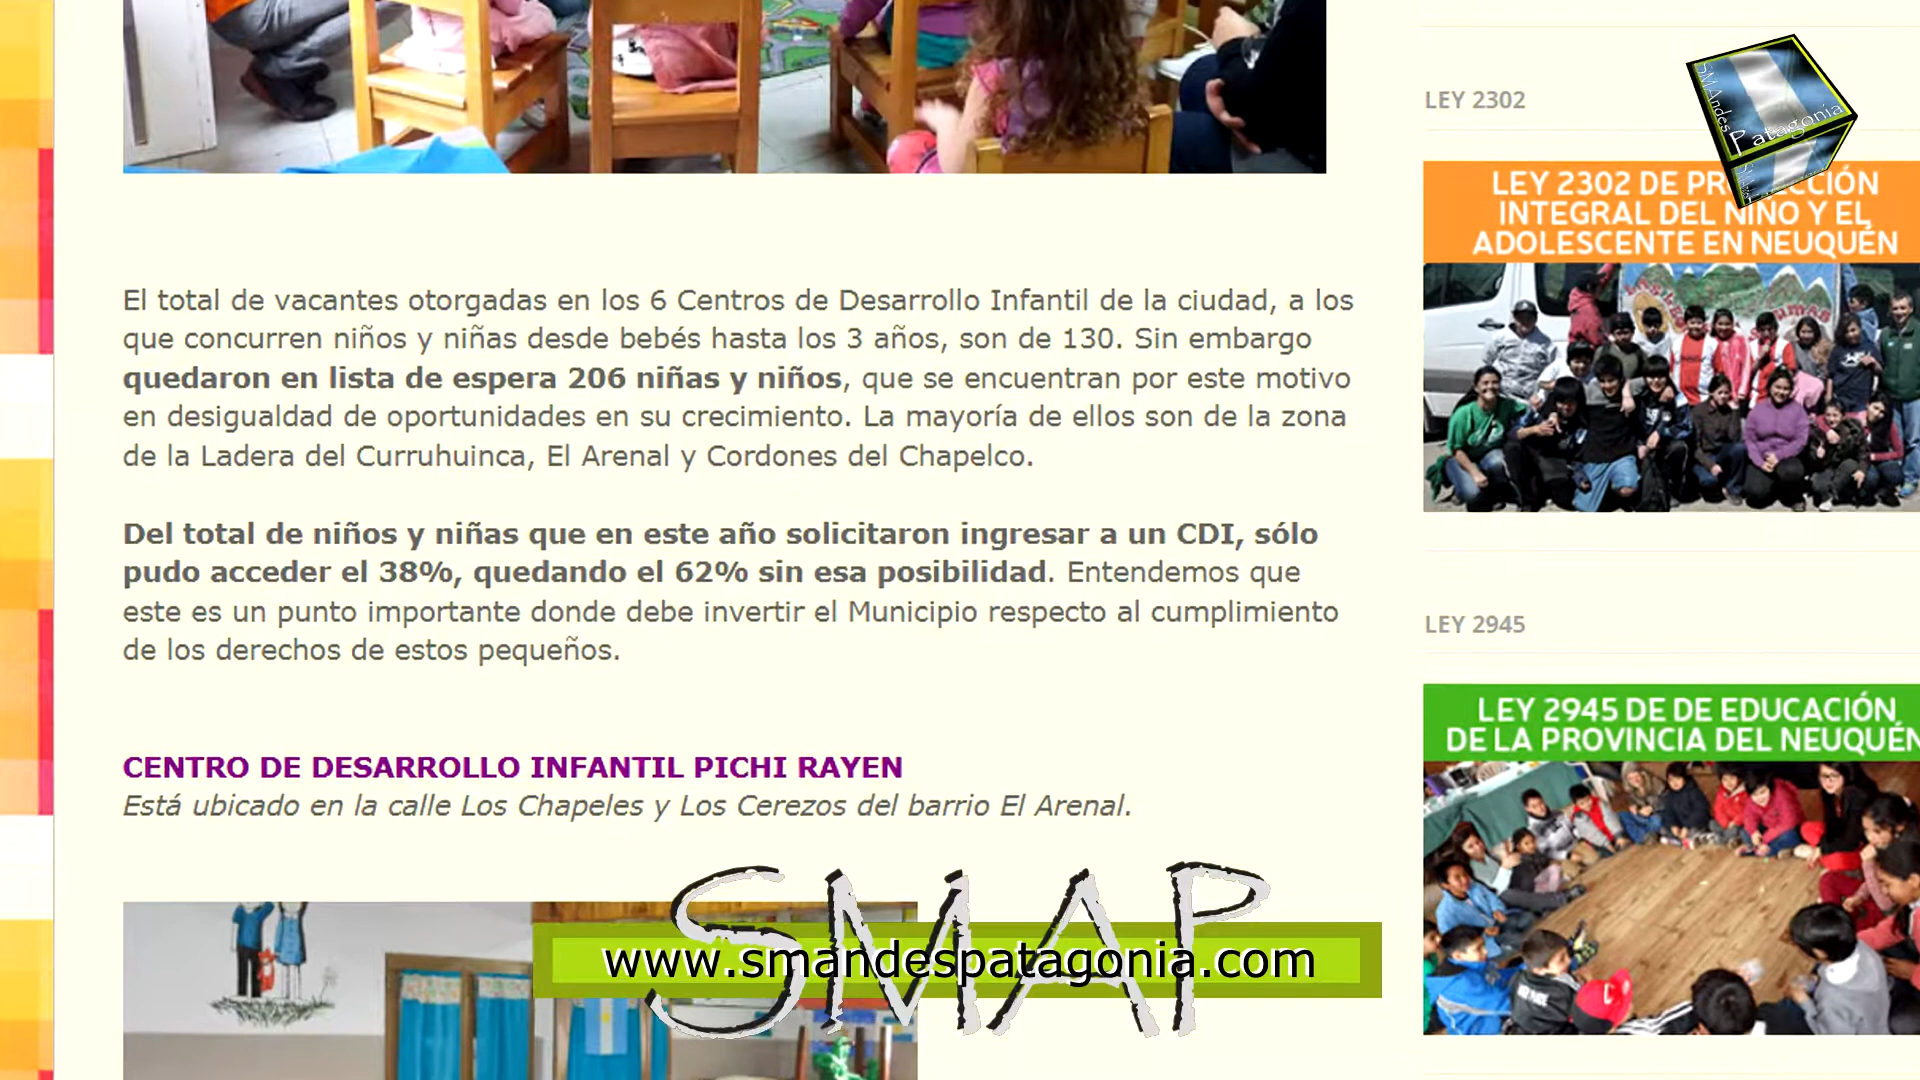 El total de vacantes otorgadas en los 6 Centros de Desarrollo Infantil de la ciudad, a los
que concurren niños y niñas desde bebés hasta los 3 años, son de 130. Sin embargo
quedaron en lista de espera 206 niñas y niños, que se encuentran por este motivo
en desigualdad de oportunidades en su crecimiento. La mayoría de ellos son de la zona
de la Ladera del Curruhuinca, El Arenal y Cordones del Chapelco.
Del total de niños y niñas que en este año solicitaron ingresar a un CDI, sólo
pudo acceder el 38%, quedando el 62% sin esa posibilidad. Entendemos que
este es un punto importante donde debe invertir el Municipio respecto al cumplimiento
de los derechos de estos pequeños.
CENTRO DE DESARROLLO INFANTIL PICHI RAYEN
Está ubicado en la calle Los Chapeles y Los Cerezos del barrio El Arenal.
SMAP
www.smandespatagonia.com
LEY 2302
SMAndes
Patagonia
LEY 2302 DE PR CCIÓN
INTEGRAL DEL NIÑO Y EL
ADOLESCENTE EN NEUQUÉN
LEY 2945
LEY 2945 DE DE EDUCACIÓN
DE LA PROVINCIA DEL NEUQUÉN